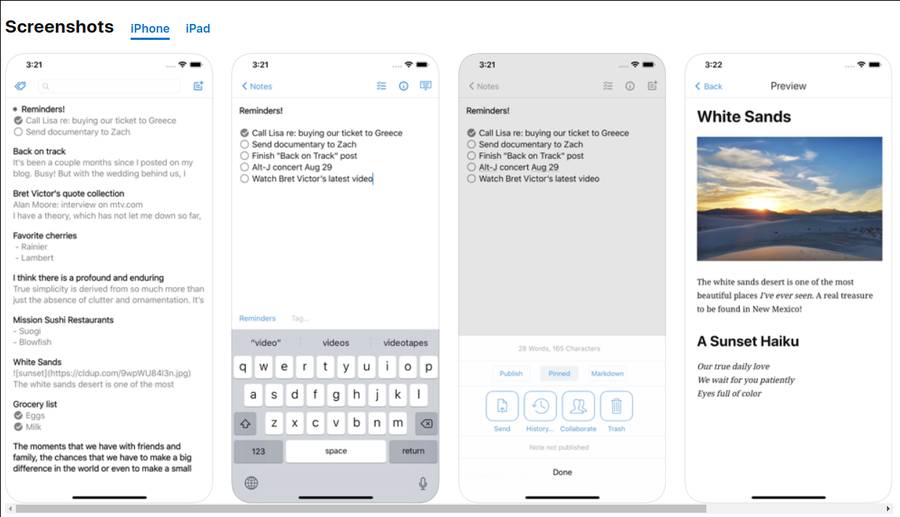 Screenshots iPhone iPad
3:21
Reminders!
Call Lisa re: buying our ticket to Greece
Send documentary to Zach
Back on track
It's been a couple months since I posted on my
blog. Busy! But with the wedding behind us, I
Bret Victor's quote collection
Alan Moore: interview on mtv.com
I have a theory, which has not let me down so far,
Favorite cherries
- Rainier
- Lambert
I think there is a profound and enduring
True simplicity is derived from so much more than
just the absence of clutter and ornamentation. It's
Mission Sushi Restaurants
- Suogi
- Blowfish
White Sands
![sunset](https://cldup.com/9wpWU84l3n.jpg)
The white sands desert is one of the most
Grocery list
Eggs
Milk
The moments that we have with friends and
family, the chances that we have to make a big
difference in the world or even to make a small
3:21
Notes
Reminders!
Call Lisa re: buying our ticket to Greece
Send documentary to Zach
Finish "Back on Track" post
Alt-J concert Aug 29
Watch Bret Victor's latest video
Reminders Tag...
"video" videos videotapes
q w e r t y u i o p
a s d f g h j k l
z x c v b n m
123 space return
3:21
Notes
Reminders!
Call Lisa re: buying our ticket to Greece
Send documentary to Zach
Finish "Back on Track" post
Alt-J concert Aug 29
Watch Bret Victor's latest video
28 Words, 165 Characters
Publish Pinned Markdown
Send History... Collaborate Trash
Note not published
Done
3:22
Back Preview
White Sands
The white sands desert is one of the most
beautiful places I've ever seen. A real treasure
to be found in New Mexico!
A Sunset Haiku
Our true daily love
We wait for you patiently
Eyes full of color